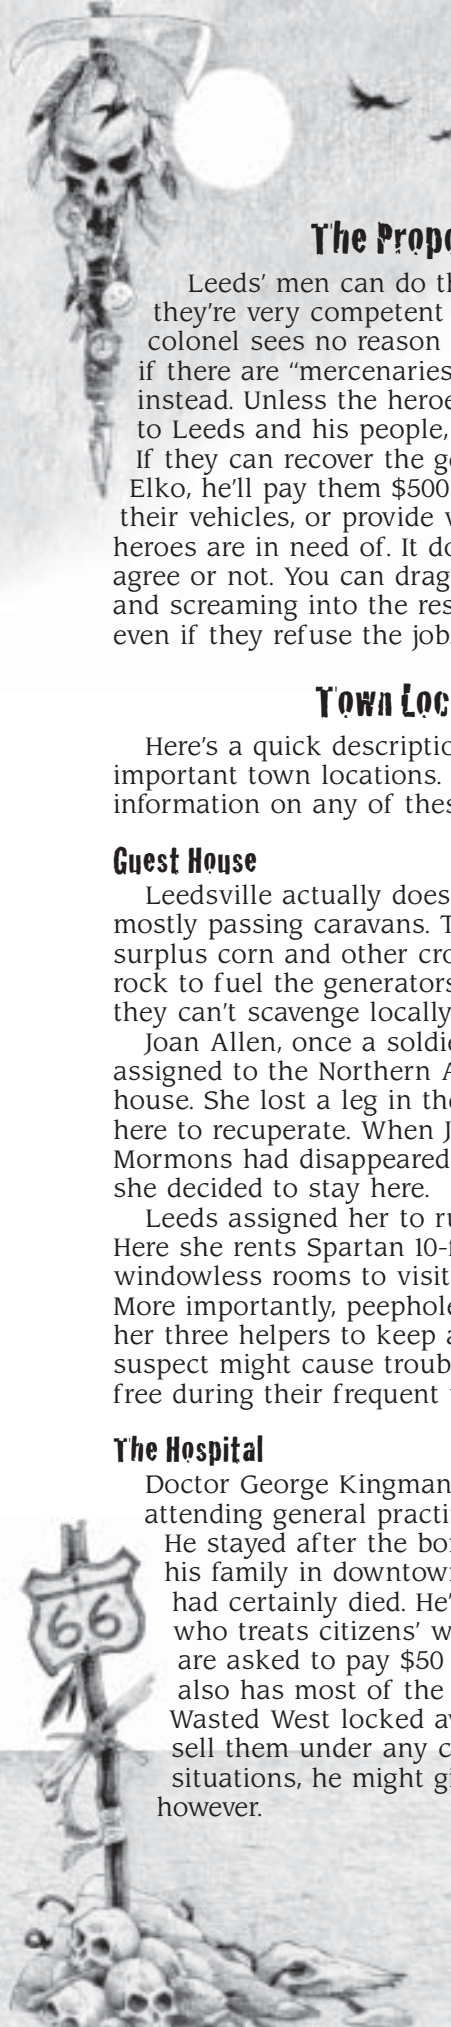 The Propo
Leeds' men can do th
they're very competent
colonel sees no reason
if there are “mercenaries
instead. Unless the heroe
to Leeds and his people,
If they can recover the g
Elko, he'll pay them $500
their vehicles, or provide v
heroes are in need of. It do
agree or not. You can drag
and screaming into the res
even if they refuse the job.
Town Loc
Here's a quick descriptio
important town locations.
information on any of thes
Guest House
Leedsville actually does
mostly passing caravans. T
surplus corn and other cro
rock to fuel the generators
they can't scavenge locally
Joan Allen, once a soldie
assigned to the Northern A
house. She lost a leg in the
here to recuperate. When J
Mormons had disappeared
she decided to stay here.
Leeds assigned her to ru
Here she rents Spartan 10-f
windowless rooms to visit
More importantly, peephole
her three helpers to keep a
suspect might cause troub
free during their frequent
The Hospital
Doctor George Kingman
attending general practi
He stayed after the bo
his family in downtow
had certainly died. He'
who treats citizens' w
are asked to pay $50
also has most of the
Wasted West locked a
sell them under any c
situations, he might gi
however.
66